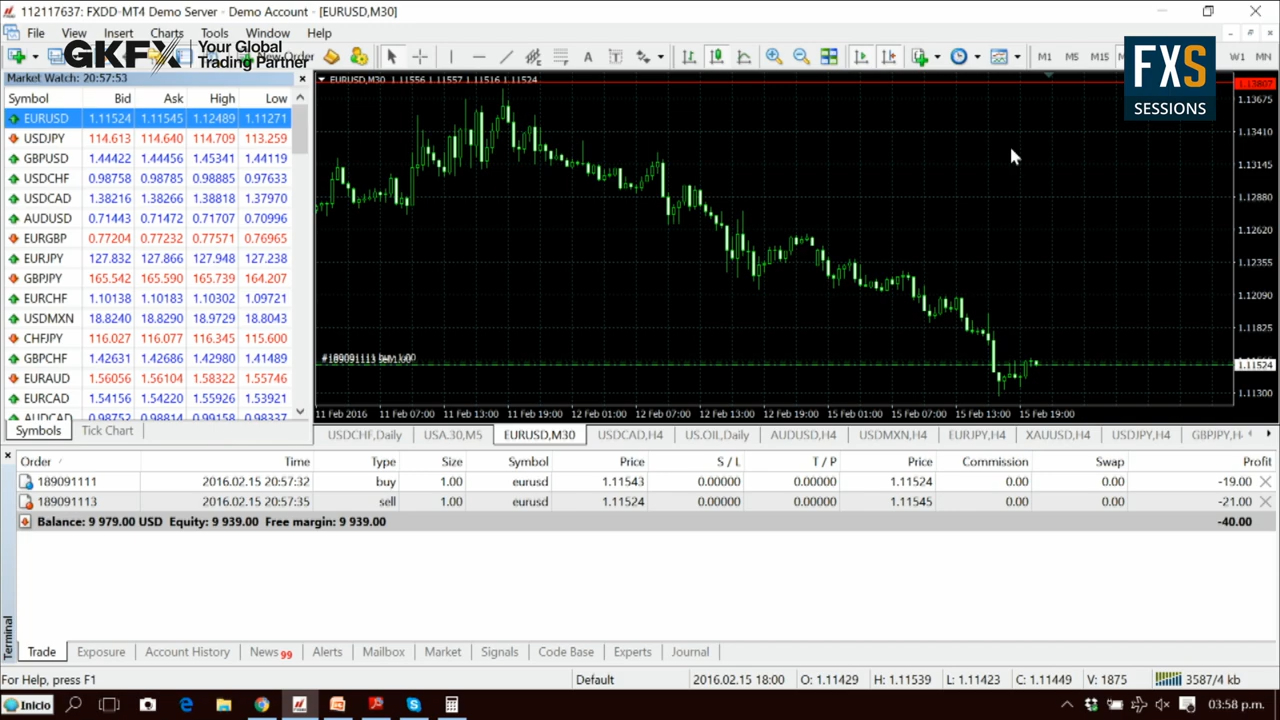 112117637: FXDD-MT4 Demo Server - Demo Account - [EURUSD,M30]
File View Insert Charts Tools Window Help
GKFX Your Global Trading Partner
New Order
M1 M5 M15 W1 MN
FXS
SESSIONS
Market Watch: 20:57:53
Symbol Bid Ask High Low
EURUSD 1.11524 1.11545 1.12489 1.11271
USDJPY 114.613 114.640 114.709 113.259
GBPUSD 1.44422 1.44456 1.45341 1.44119
USDCHF 0.98758 0.98785 0.98885 0.97633
USDCAD 1.38216 1.38266 1.38818 1.37970
AUDUSD 0.71443 0.71472 0.71707 0.70996
EURGBP 0.77204 0.77232 0.77571 0.76965
EURJPY 127.832 127.866 127.948 127.238
GBPJPY 165.542 165.590 165.739 164.207
EURCHF 1.10138 1.10183 1.10302 1.09721
USDMXN 18.8240 18.8290 18.9729 18.8043
CHFJPY 116.027 116.077 116.345 115.600
GBPCHF 1.42631 1.42686 1.42980 1.41489
EURAUD 1.56056 1.56104 1.58322 1.55746
EURCAD 1.54156 1.54220 1.55926 1.53921
AUDCAD 0.98752 0.98814 0.99158 0.98337
Symbols Tick Chart
EURUSD,M30 1.11556 1.11557 1.11516 1.11524
1.13807
1.13675
1.13410
1.13145
1.12880
1.12620
1.12355
1.12090
1.11825
1.11524
1.11300
11 Feb 2016 11 Feb 07:00 11 Feb 13:00 11 Feb 19:00 12 Feb 01:00 12 Feb 07:00 12 Feb 13:00 12 Feb 19:00 15 Feb 01:00 15 Feb 07:00 15 Feb 13:00 15 Feb 19:00
USDCHF,Daily USA.30,M5 EURUSD,M30 USDCAD,H4 US.OIL,Daily AUDUSD,H4 USDMXN,H4 EURJPY,H4 XAUUSD,H4 USDJPY,H4 GBPJPY,H
Order Time Type Size Symbol Price S / L T / P Price Commission Swap Profit
189091111 2016.02.15 20:57:32 buy 1.00 eurusd 1.11543 0.00000 0.00000 1.11524 0.00 0.00 -19.00
189091113 2016.02.15 20:57:35 sell 1.00 eurusd 1.11524 0.00000 0.00000 1.11545 0.00 0.00 -21.00
Balance: 9 979.00 USD Equity: 9 939.00 Free margin: 9 939.00 -40.00
Terminal
Trade Exposure Account History News 99 Alerts Mailbox Market Signals Code Base Experts Journal
For Help, press F1 Default 2016.02.15 18:00 O: 1.11429 H: 1.11539 L: 1.11423 C: 1.11449 V: 1875 3587/4 kb
Inicio 03:58 p.m.